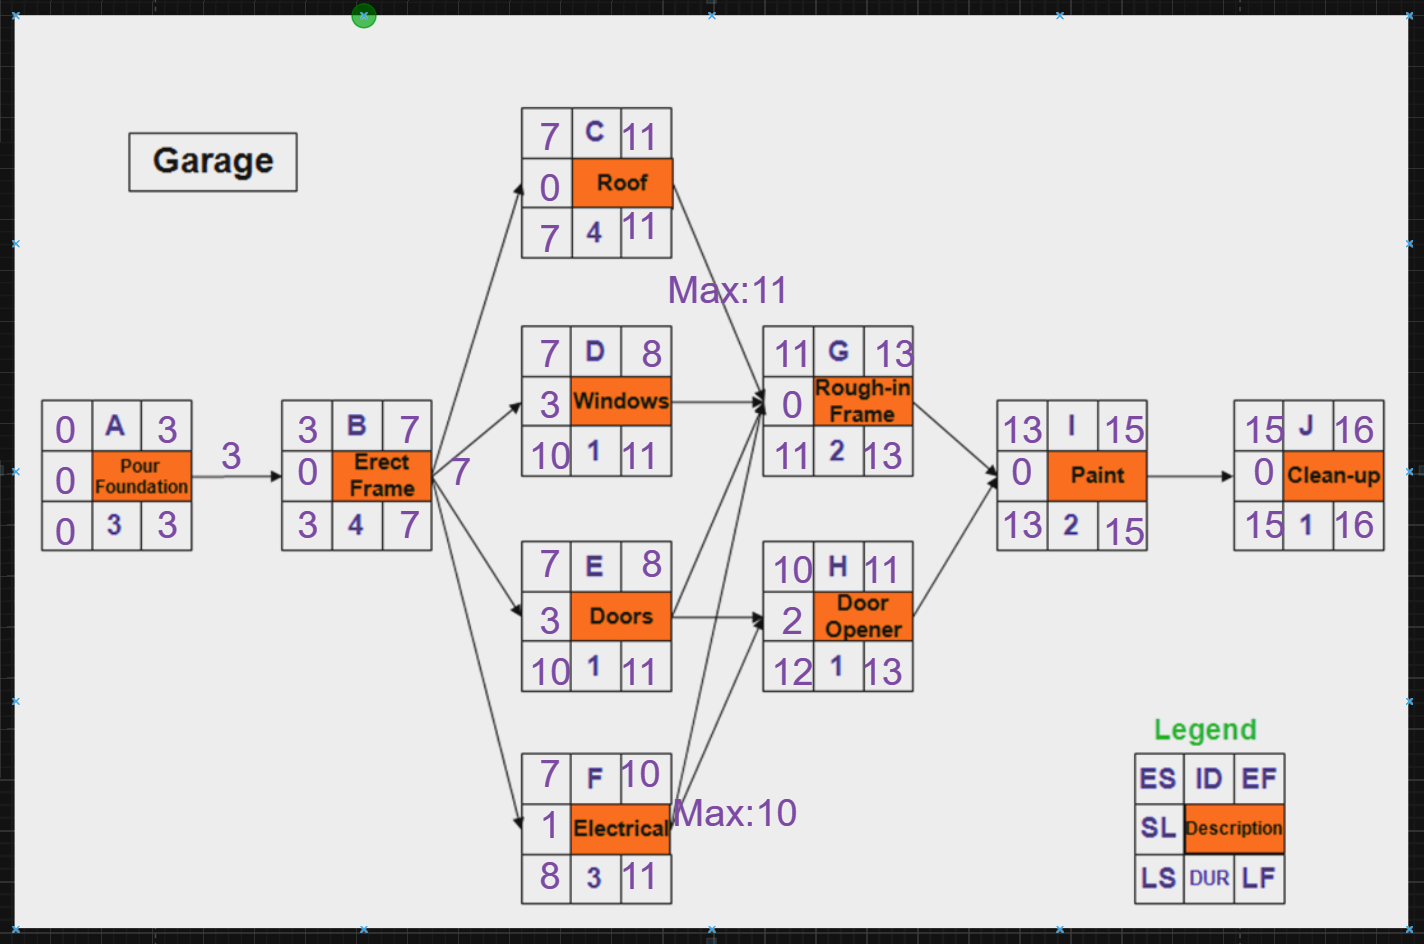 Garage
7 C 11
0 Roof
7 4 11
Max:11
7 D 8
3 Windows
10 1 11
11 G 13
0 Rough-in
Frame
11 2 13
0 A 3
0 Pour
Foundation
0 3 3
3
3 B 7
0 Erect
Frame
3 4 7
7
13 I 15
0 Paint
13 2 15
15 J 16
0 Clean-up
15 1 16
7 E 8
3 Doors
10 1 11
10 H 11
2 Door
Opener
12 1 13
7 F 10
1 Electrical
8 3 11
Max:10
Legend
ES ID EF
SL Description
LS DUR LF